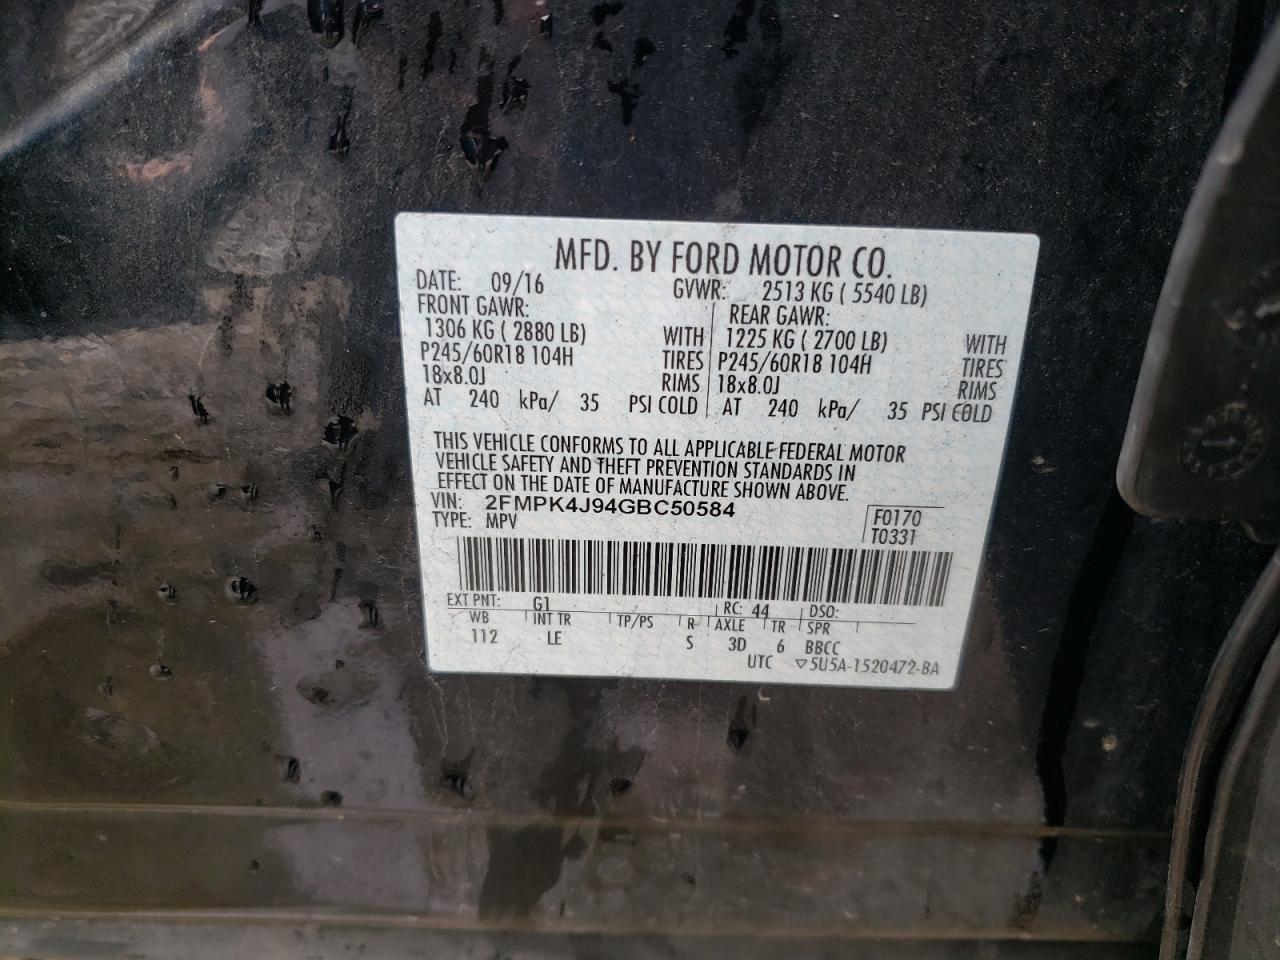 MFD. BY FORD MOTOR CO.
DATE: 09/16 GVWR: 2513 KG ( 5540 LB)
FRONT GAWR: REAR GAWR:
1306 KG ( 2880 LB) WITH 1225 KG ( 2700 LB) WITH
P245/60R18 104H TIRES P245/60R18 104H TIRES
18x8.0J RIMS 18x8.0J RIMS
AT 240 kPa/ 35 PSI COLD AT 240 kPa/ 35 PSI COLD
THIS VEHICLE CONFORMS TO ALL APPLICABLE FEDERAL MOTOR
VEHICLE SAFETY AND THEFT PREVENTION STANDARDS IN
EFFECT ON THE DATE OF MANUFACTURE SHOWN ABOVE.
VIN: 2FMPK4J94GBC50584
TYPE: MPV
F0170
T0331
EXT PNT: G1 RC: 44 DSO:
WB INT TR TP/PS R AXLE TR SPR
112 LE S 3D 6 BBCC
UTC ▽5U5A-1520472-BA